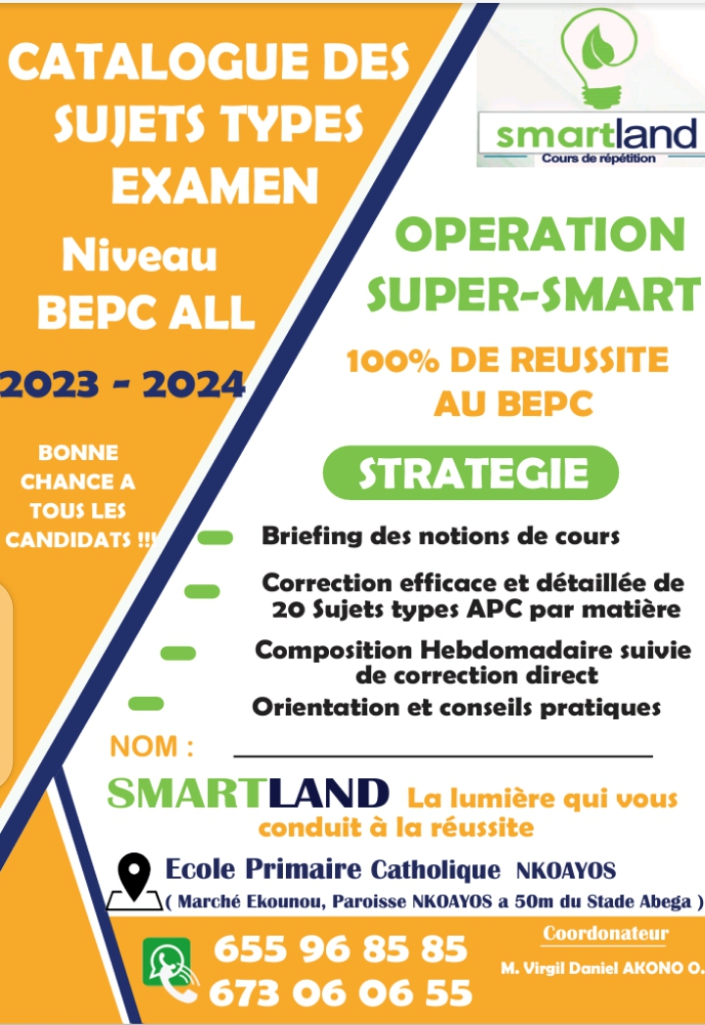 CATALOGUE DES
SUJETS TYPES
EXAMEN
Niveau
BEPC ALL
2023 - 2024
BONNE
CHANCE A
TOUS LES
CANDIDATS !!!
smartland
Cours de répétition
OPERATION
SUPER-SMART
100% DE REUSSITE
AU BEPC
STRATEGIE
Briefing des notions de cours
Correction efficace et détaillée de
20 Sujets types APC par matière
Composition Hebdomadaire suivie
de correction direct
Orientation et conseils pratiques
NOM :
SMARTLAND La lumière qui vous
conduit à la réussite
Ecole Primaire Catholique NKOAYOS
( Marché Ekounou, Paroisse NKOAYOS a 50m du Stade Abega )
655 96 85 85
673 06 06 55
Coordonateur
M. Virgil Daniel AKONO O.